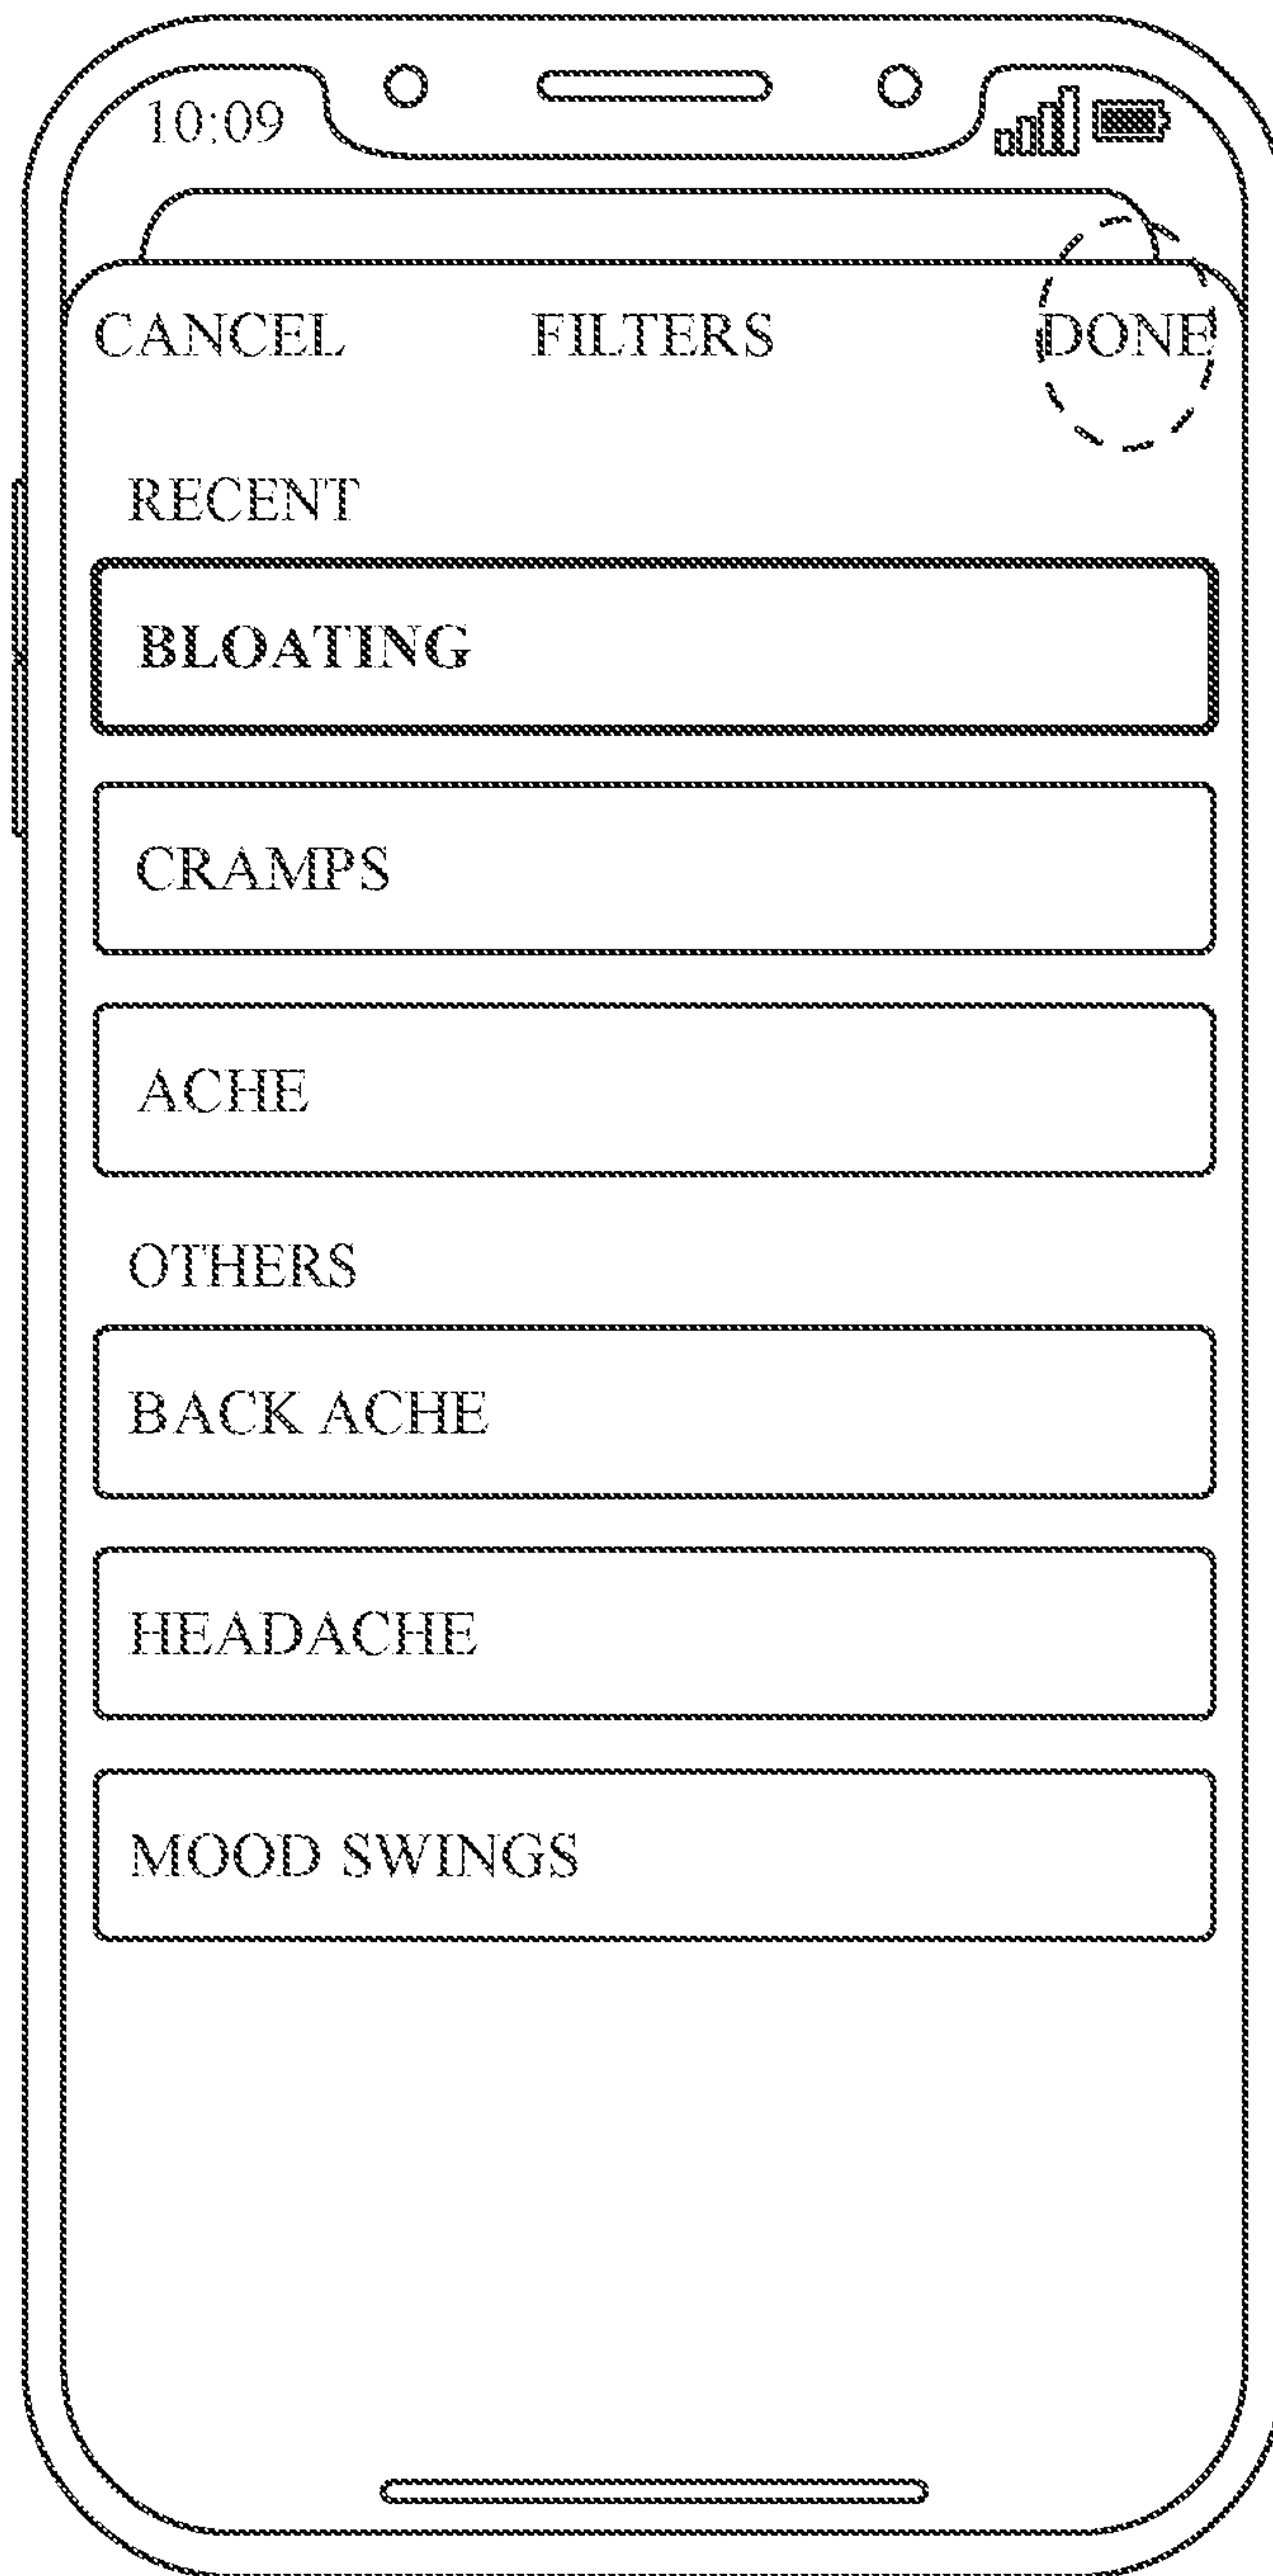 10:09
CANCEL FILTERS DONE
RECENT
BLOATING
CRAMPS
ACHE
OTHERS
BACK ACHE
HEADACHE
MOOD SWINGS